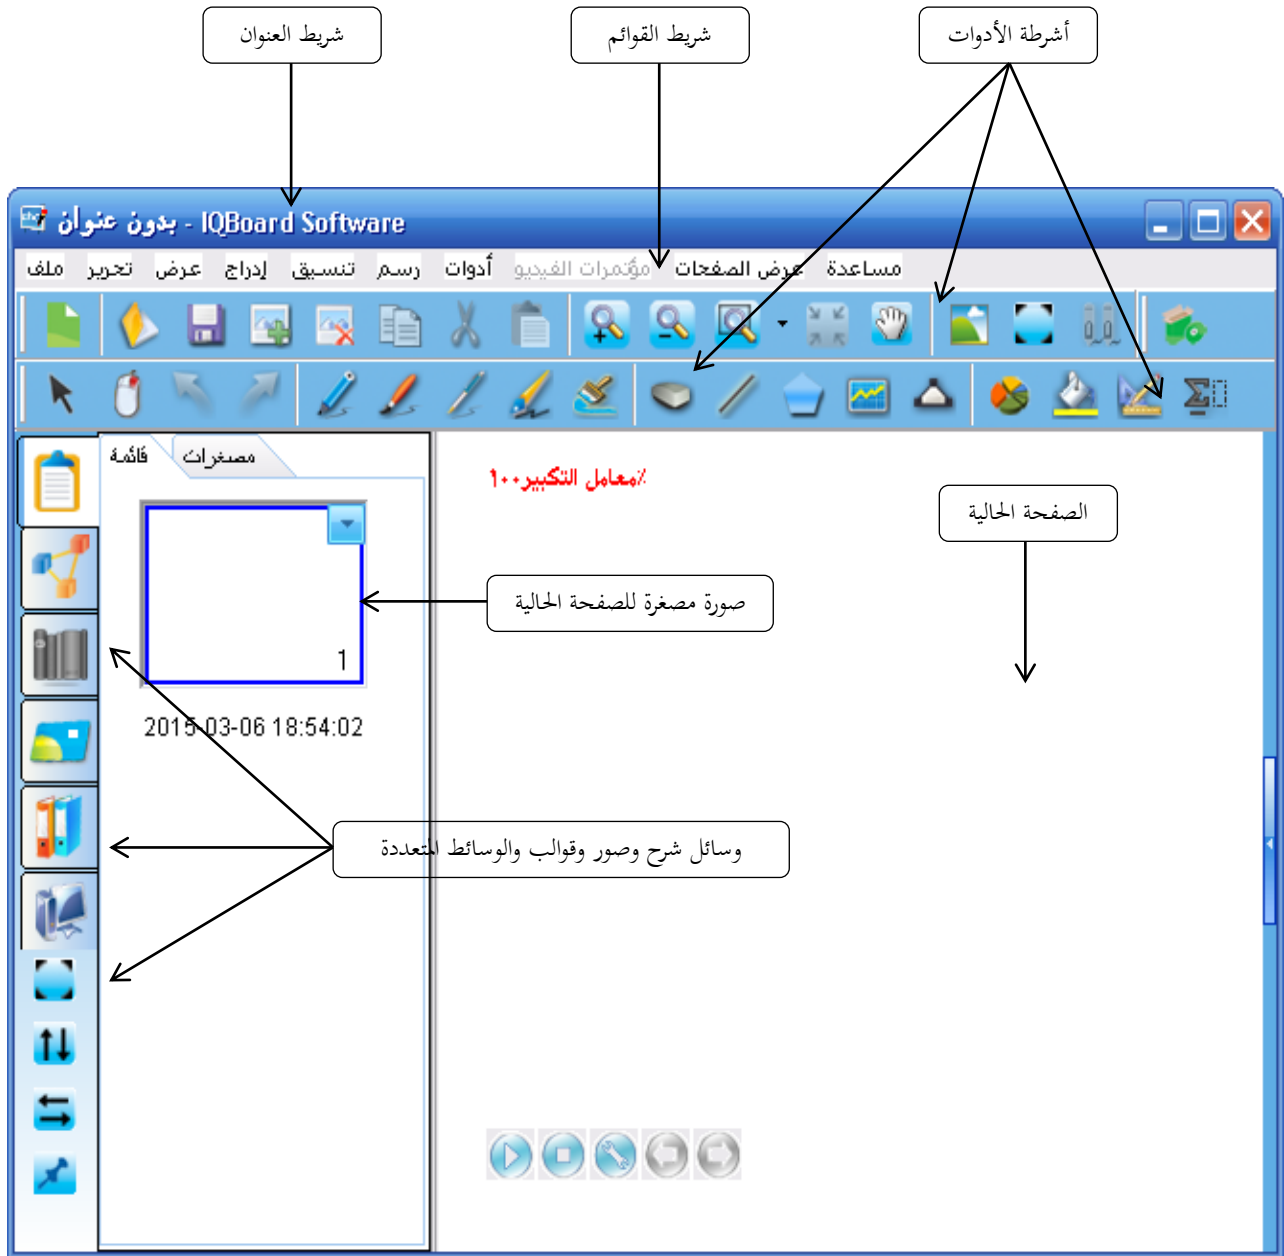 أشرطة الأدوات
شريط القوائم
شريط العنوان
IQBoard Software - بدون عنوان
ملف تحرير عرض إدراج تنسيق رسم أدوات مؤتمرات الفيديو عرض الصفحات مساعدة
قائمة
مصغرات
٪معامل التكبير١٠٠
الصفحة الحالية
صورة مصغرة للصفحة الحالية
1
2015-03-06 18:54:02
وسائل شرح وصور وقوالب والوسائط المتعددة